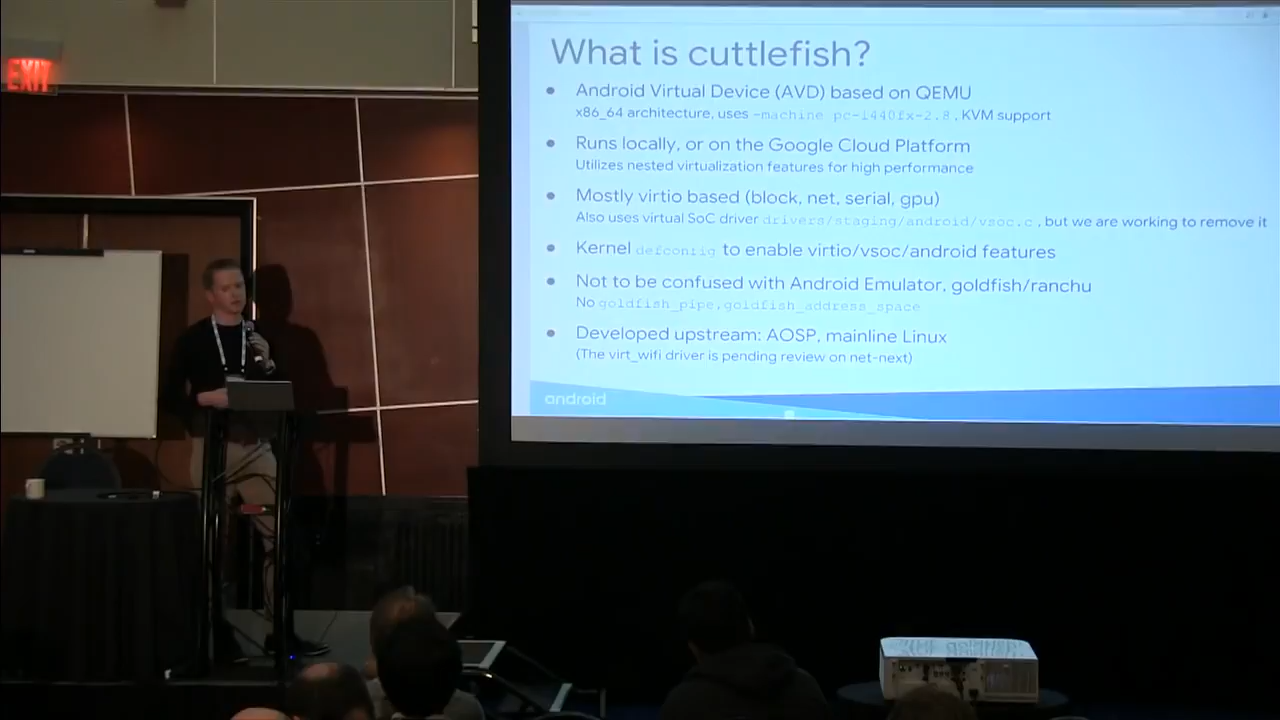 EXIT
What is cuttlefish?
Android Virtual Device (AVD) based on QEMU
x86_64 architecture, uses -machine pc-i440fx-2.8, KVM support
Runs locally, or on the Google Cloud Platform
Utilizes nested virtualization features for high performance
Mostly virtio based (block, net, serial, gpu)
Also uses virtual SoC driver drivers/staging/android/vsoc.c, but we are working to remove it
Kernel defconfig to enable virtio/vsoc/android features
Not to be confused with Android Emulator, goldfish/ranchu
No goldfish_pipe, goldfish_address_space
Developed upstream: AOSP, mainline Linux
(The virt_wifi driver is pending review on net-next)
android